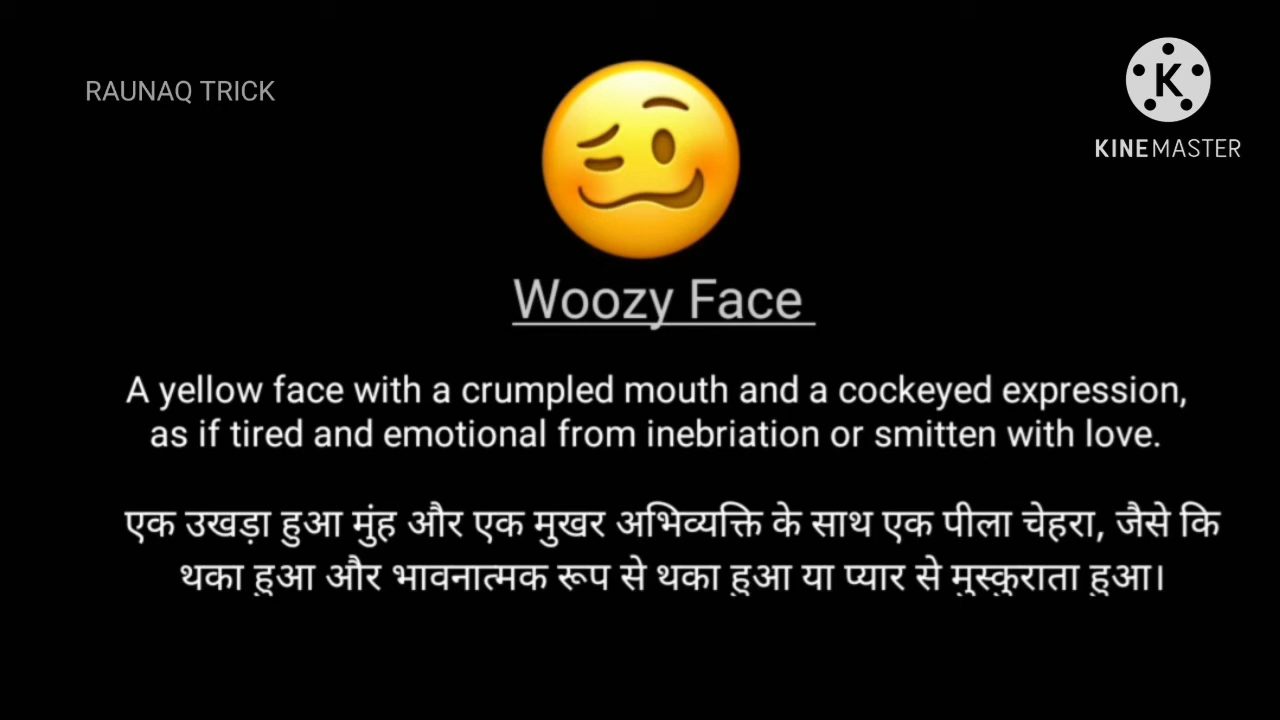 RAUNAQ TRICK
K
KINEMASTER
Woozy Face
A yellow face with a crumpled mouth and a cockeyed expression,
as if tired and emotional from inebriation or smitten with love.
एक उखड़ा हुआ मुंह और एक मुखर अभिव्यक्ति के साथ एक पीला चेहरा, जैसे कि
थका हुआ और भावनात्मक रूप से थका हुआ या प्यार से मुस्कुराता हुआ।